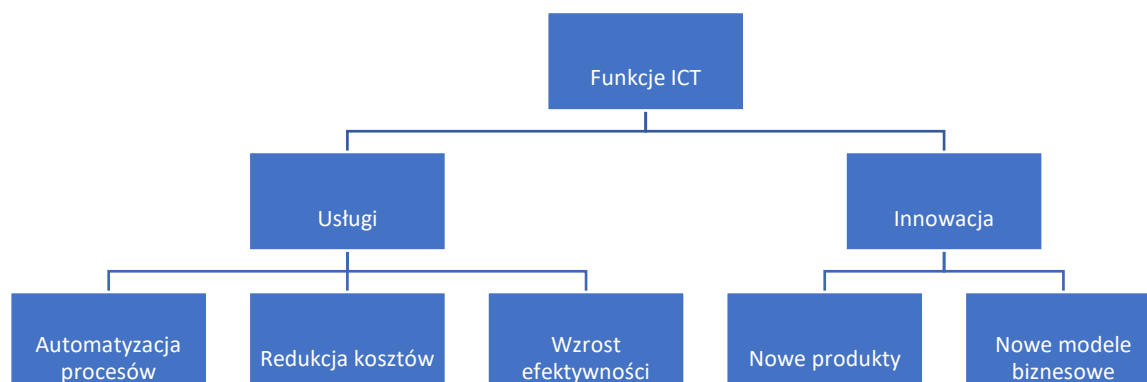 Funkcje ICT
Usługi
Innowacja
Automatyzacja
procesów
Redukcja kosztów
Wzrost
efektywności
Nowe produkty
Nowe modele
biznesowe